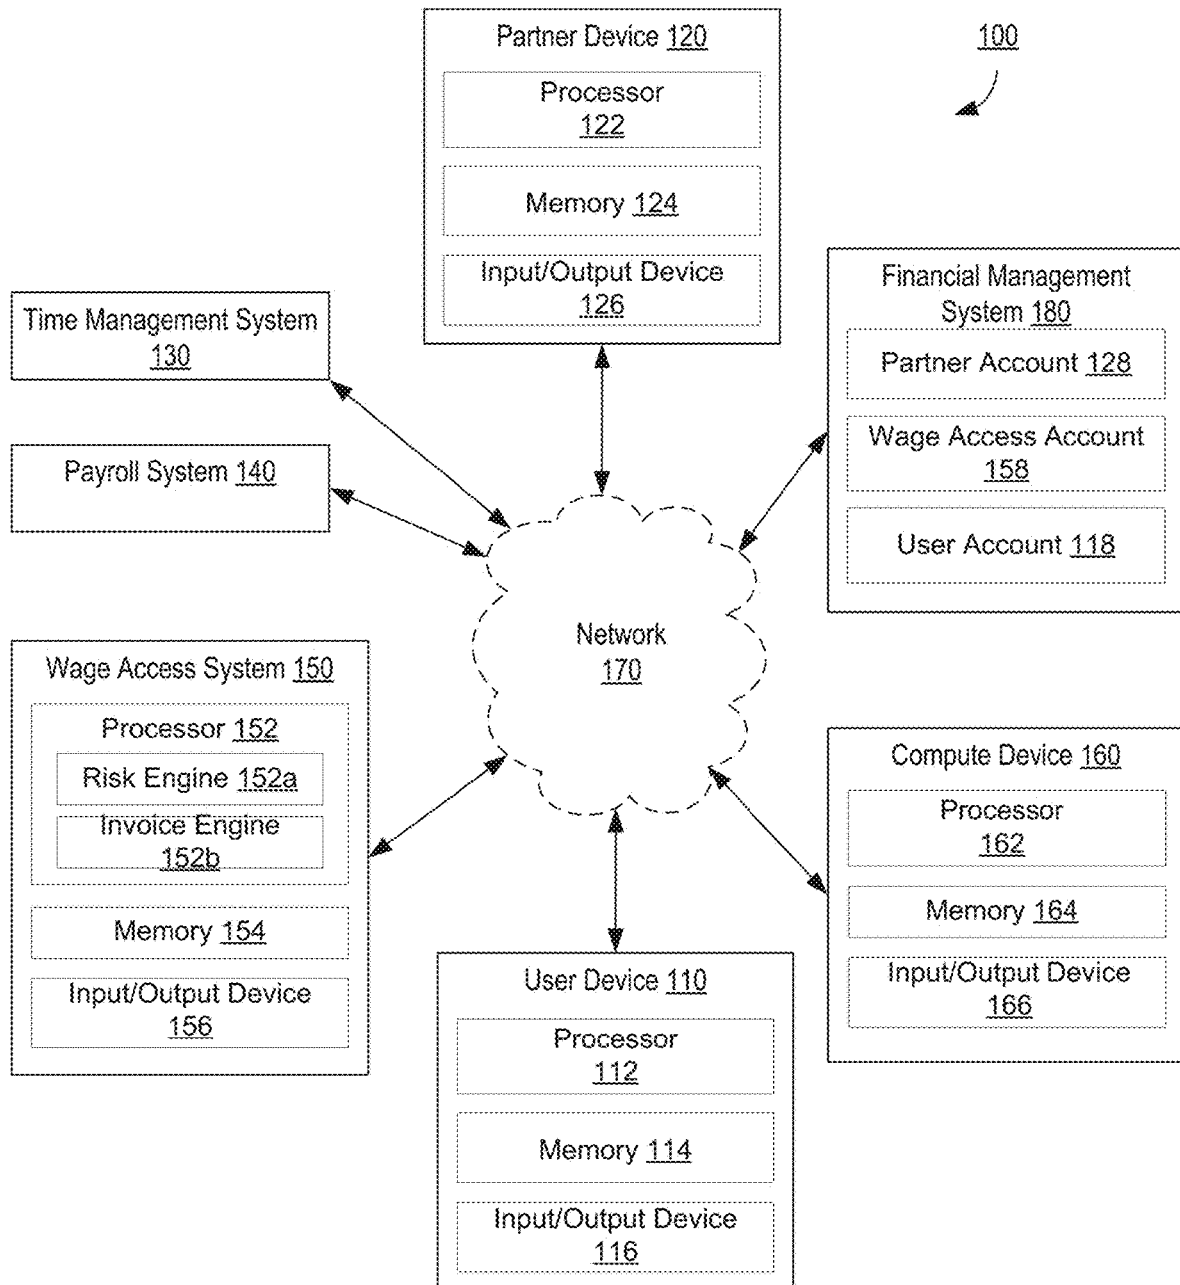 Partner Device 120
Processor
122
Memory 124
Input/Output Device
126
100
Time Management System
130
Payroll System 140
Financial Management
System 180
Partner Account 128
Wage Access Account
158
User Account 118
Network
170
Wage Access System 150
Processor 152
Risk Engine 152a
Invoice Engine
152b
Memory 154
Input/Output Device
156
Compute Device 160
Processor
162
Memory 164
Input/Output Device
166
User Device 110
Processor
112
Memory 114
Input/Output Device
116